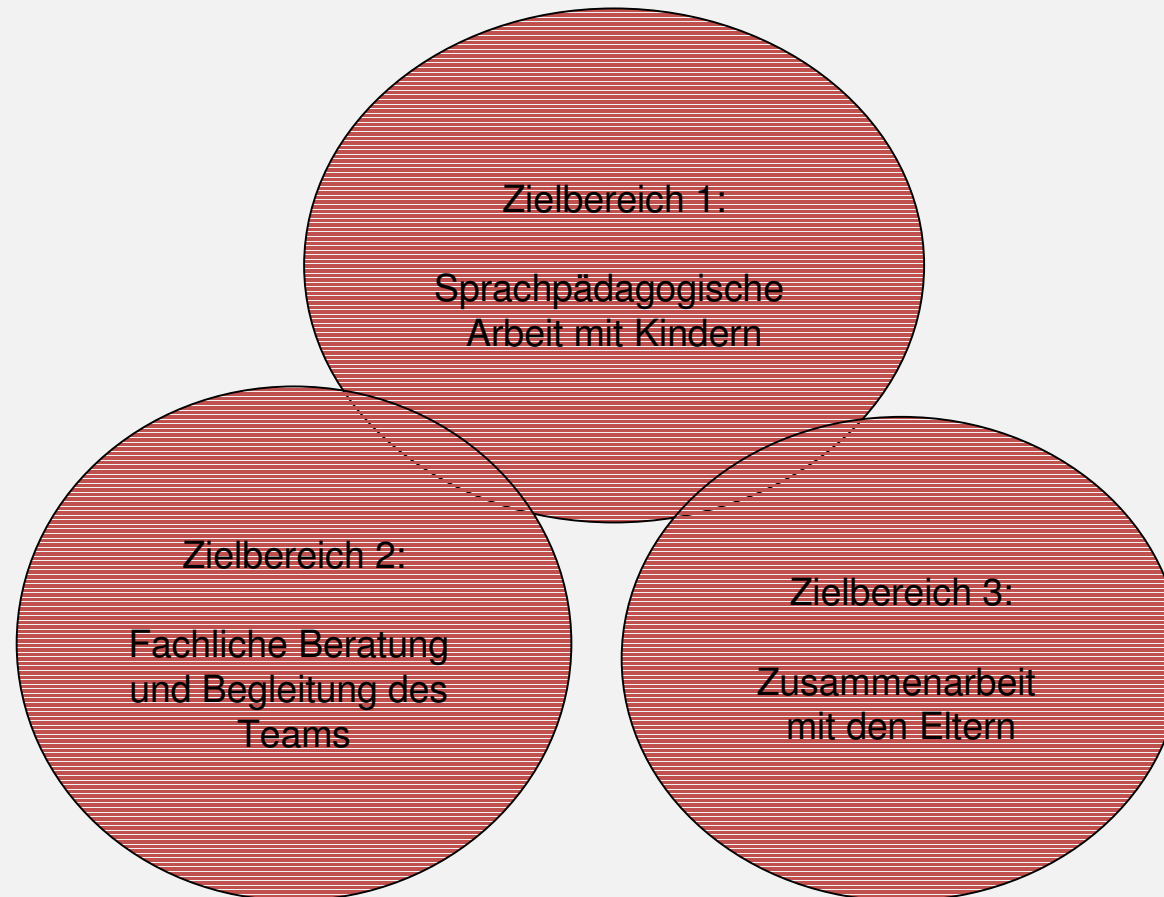 Zielbereich 1:
Sprachpädagogische
Arbeit mit Kindern
Zielbereich 2:
Fachliche Beratung
und Begleitung des
Teams
Zielbereich 3:
Zusammenarbeit
mit den Eltern